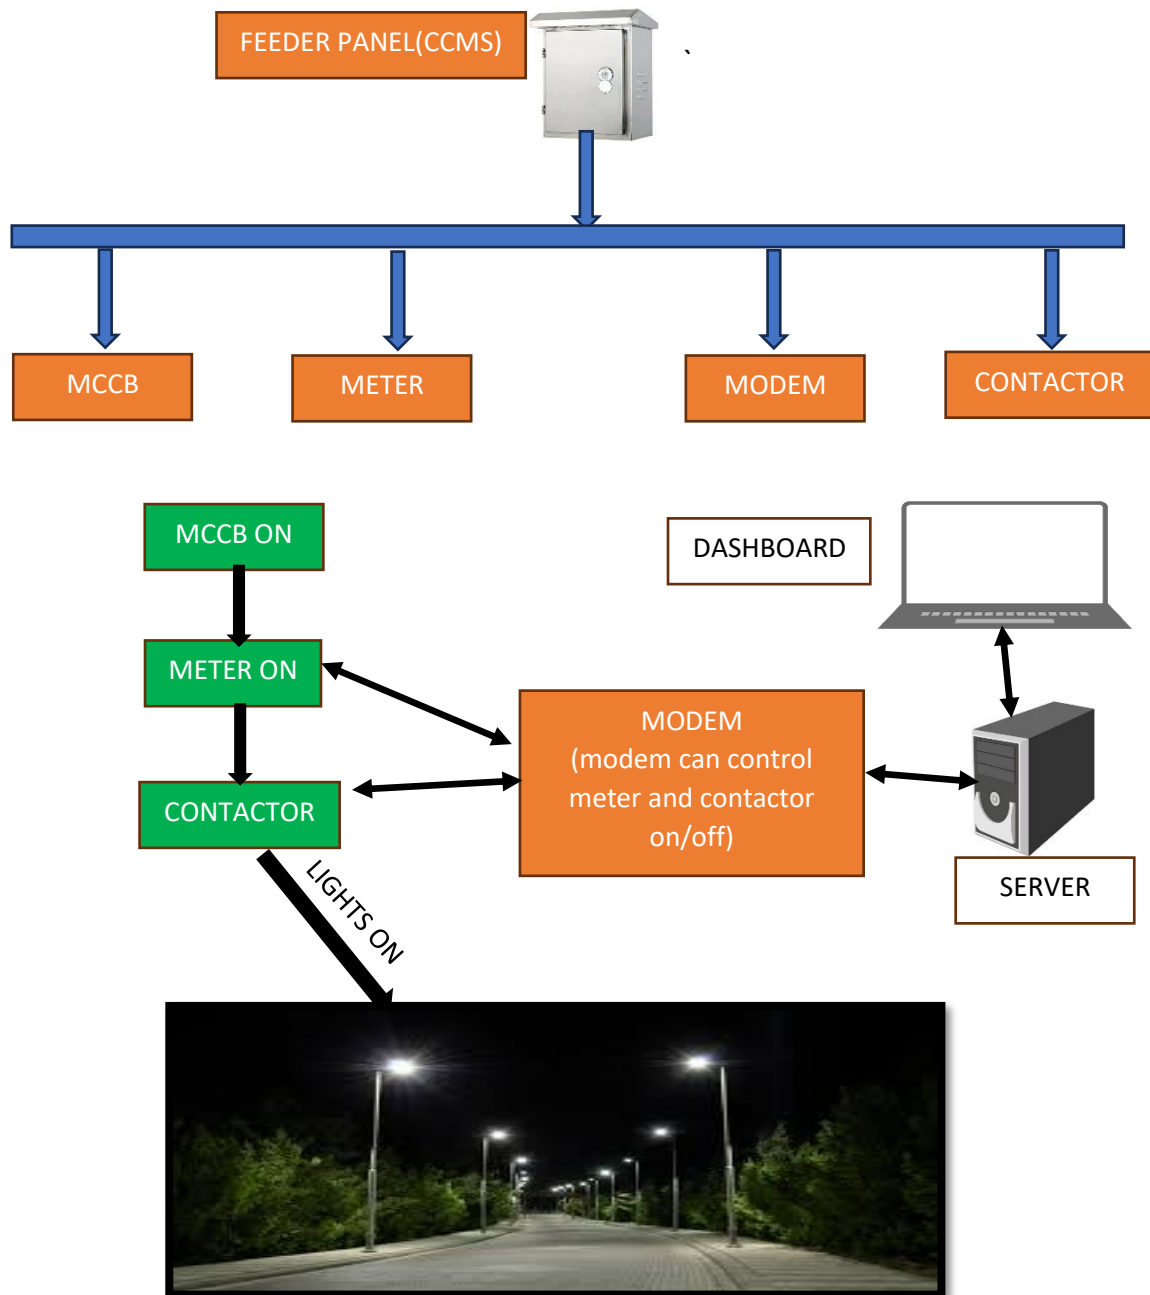 FEEDER PANEL(CCMS)
`
MCCB
METER
MODEM
CONTACTOR
MCCB ON
DASHBOARD
METER ON
MODEM
(modem can control
meter and contactor
on/off)
CONTACTOR
SERVER
LIGHTS ON